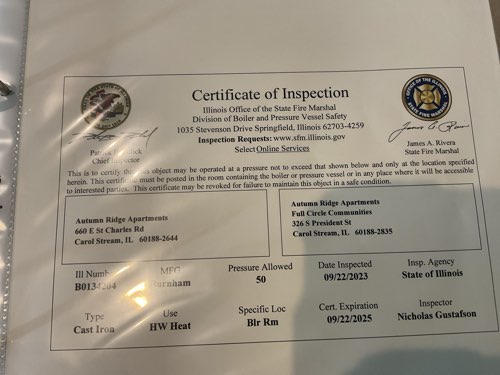 Certificate of Inspection
Illinois Office of the State Fire Marshal
Division of Boiler and Pressure Vessel Safety
1035 Stevenson Drive Springfield, Illinois 62703-4259
Inspection Requests: www.sfm.illinois.gov
Select Online Services
Chief Inspector
James A. Rivera
State Fire Marshal
This is to certify that this object may operated at a pressure not to exceed that shown below and only at the location specified
herein. This certificate must be posted in the room containing the boiler or pressure vessel or in any place where it will be accessible
to interested parties. This certificate may be revoked for failure to maintain this object in a safe condition.
Autumn Ridge Apartments
660 E St Charles Rd
Carol Stream, IL 60188-2644
Autumn Ridge Apartments
Full Circle Communities
326 S President St
Carol Stream, IL 60188-2835
Ill Number MFG Pressure Allowed Date Inspected Insp. Agency
Burnham 50 09/22/2023 State of Illinois
Type Use Specific Loc Cert. Expiration Inspector
Cast Iron HW Heat Blr Rm 09/22/2025 Nicholas Gustafson